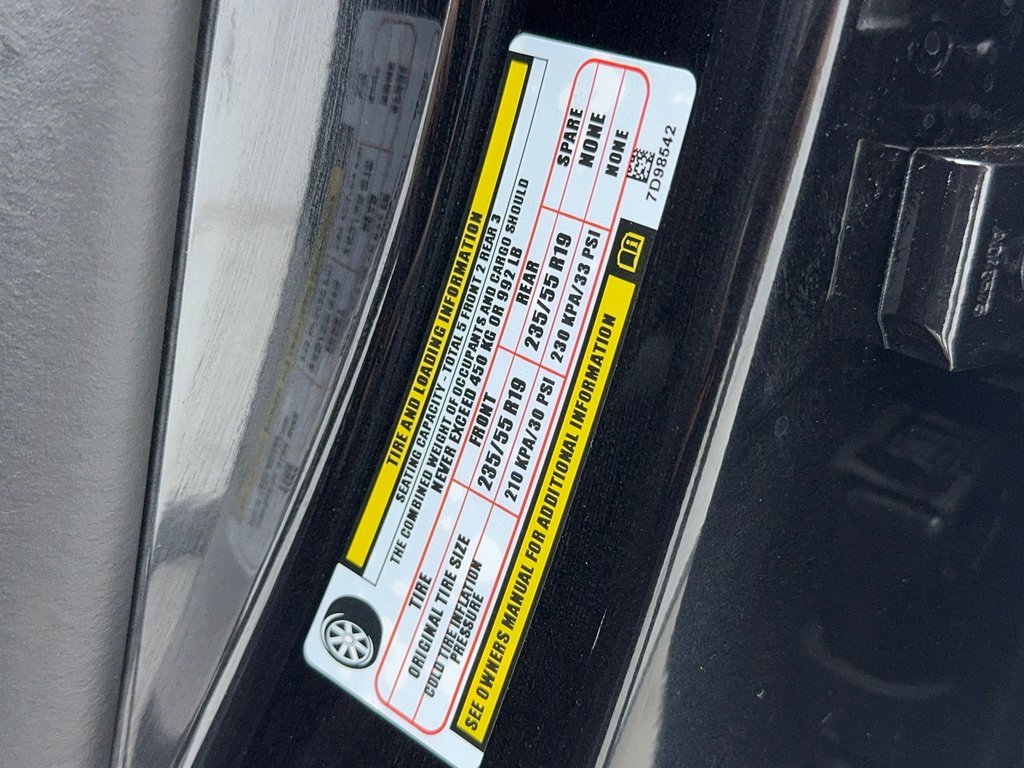 TIRE AND LOADING INFORMATION
SEATING CAPACITY - TOTAL 5 FRONT 2 REAR 3
THE COMBINED WEIGHT OF OCCUPANTS AND CARGO SHOULD
NEVER EXCEED 450 KG OR 992 LB
TIRE FRONT REAR SPARE
ORIGINAL TIRE SIZE 235/55 R19 235/55 R19 NONE
COLD TIRE INFLATION
PRESSURE 210 KPA/30 PSI 230 KPA/33 PSI NONE
SEE OWNERS MANUAL FOR ADDITIONAL INFORMATION
7D98542